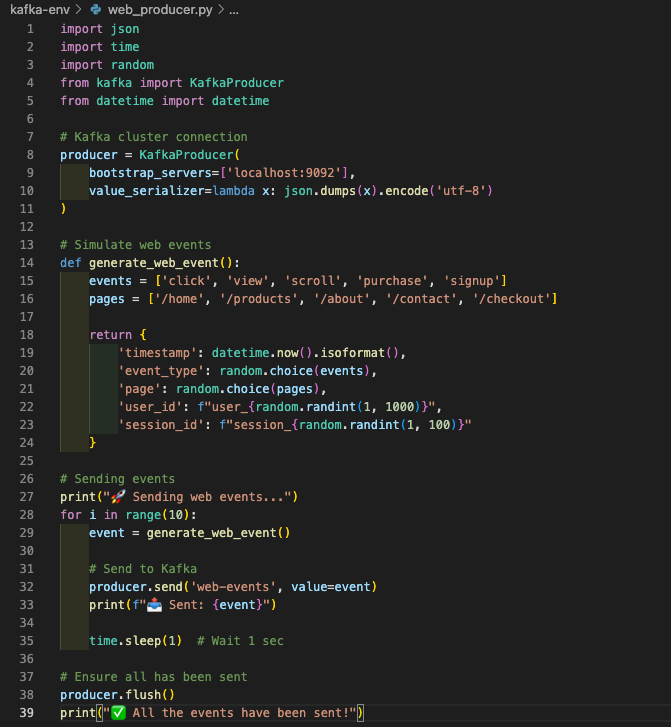 kafka-env > web_producer.py > ...
1 import json
2 import time
3 import random
4 from kafka import KafkaProducer
5 from datetime import datetime
6
7 # Kafka cluster connection
8 producer = KafkaProducer(
9     bootstrap_servers=['localhost:9092'],
10     value_serializer=lambda x: json.dumps(x).encode('utf-8')
11 )
12
13 # Simulate web events
14 def generate_web_event():
15     events = ['click', 'view', 'scroll', 'purchase', 'signup']
16     pages = ['/home', '/products', '/about', '/contact', '/checkout']
17
18     return {
19         'timestamp': datetime.now().isoformat(),
20         'event_type': random.choice(events),
21         'page': random.choice(pages),
22         'user_id': f"user_{random.randint(1, 1000)}",
23         'session_id': f"session_{random.randint(1, 100)}"
24     }
25
26 # Sending events
27 print("🚀 Sending web events...")
28 for i in range(10):
29     event = generate_web_event()
30
31     # Send to Kafka
32     producer.send('web-events', value=event)
33     print(f"📤 Sent: {event}")
34
35     time.sleep(1)  # Wait 1 sec
36
37 # Ensure all has been sent
38 producer.flush()
39 print("✅ All the events have been sent!")